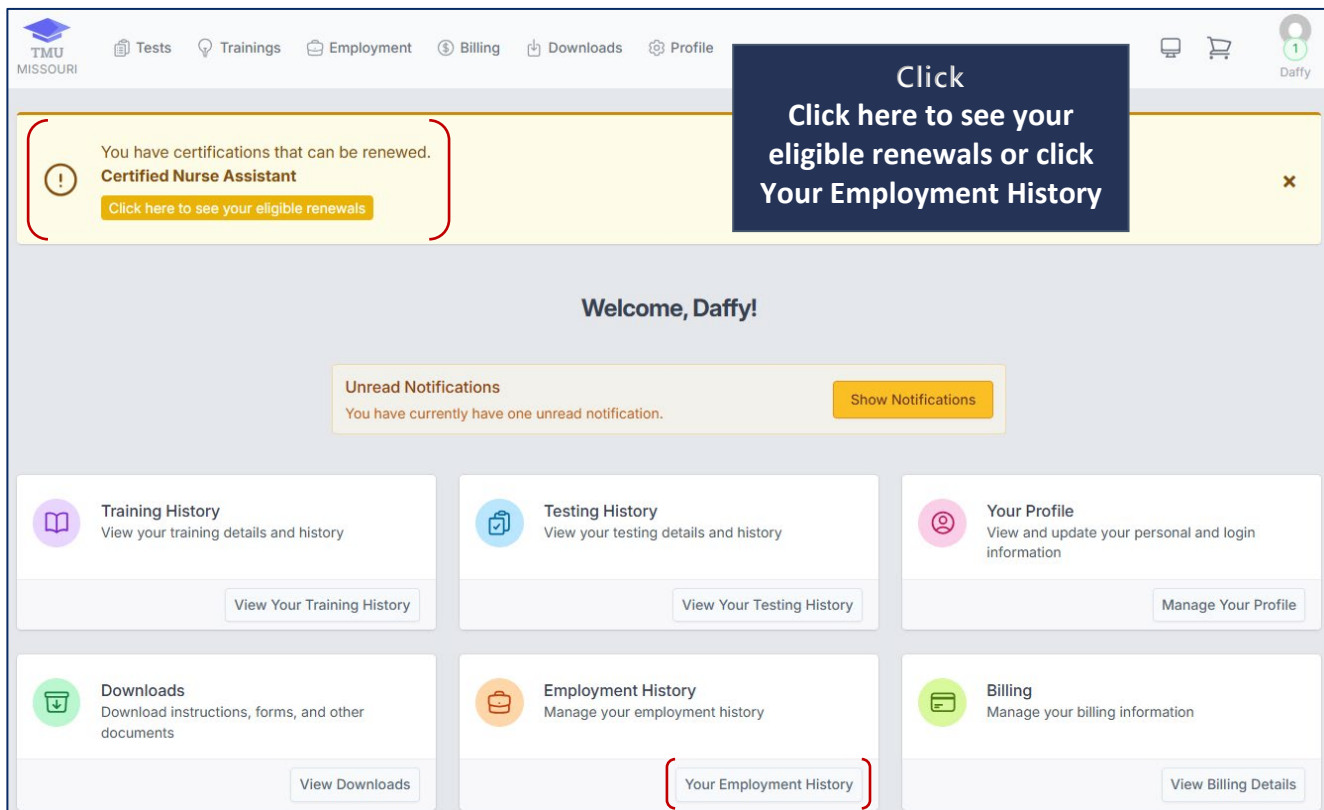 TMU
MISSOURI
Tests
Trainings
Employment
Billing
Downloads
Profile
1
Daffy
Click
Click here to see your
eligible renewals or click
Your Employment History
You have certifications that can be renewed.
Certified Nurse Assistant
Click here to see your eligible renewals
Welcome, Daffy!
Unread Notifications
You have currently have one unread notification.
Show Notifications
Training History
View your training details and history
View Your Training History
Testing History
View your testing details and history
View Your Testing History
Your Profile
View and update your personal and login
information
Manage Your Profile
Downloads
Download instructions, forms, and other
documents
View Downloads
Employment History
Manage your employment history
Your Employment History
Billing
Manage your billing information
View Billing Details